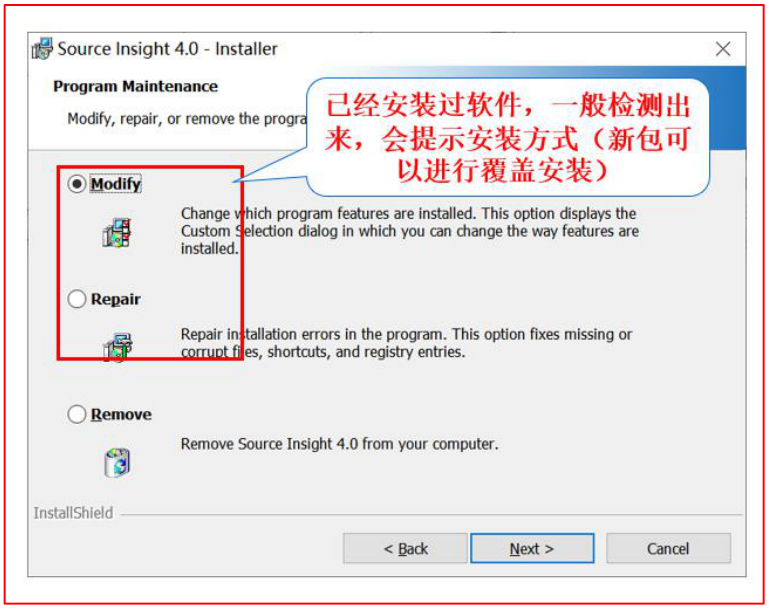 Source Insight 4.0 - Installer
Program Maintenance
Modify, repair, or remove the progra
已经安装过软件，一般检测出
来，会提示安装方式（新包可
以进行覆盖安装）
Modify
Change which program features are installed. This option displays the
Custom Selection dialog in which you can change the way features are
installed.
Repair
Repair installation errors in the program. This option fixes missing or
corrupt files, shortcuts, and registry entries.
Remove
Remove Source Insight 4.0 from your computer.
InstallShield
< Back
Next >
Cancel